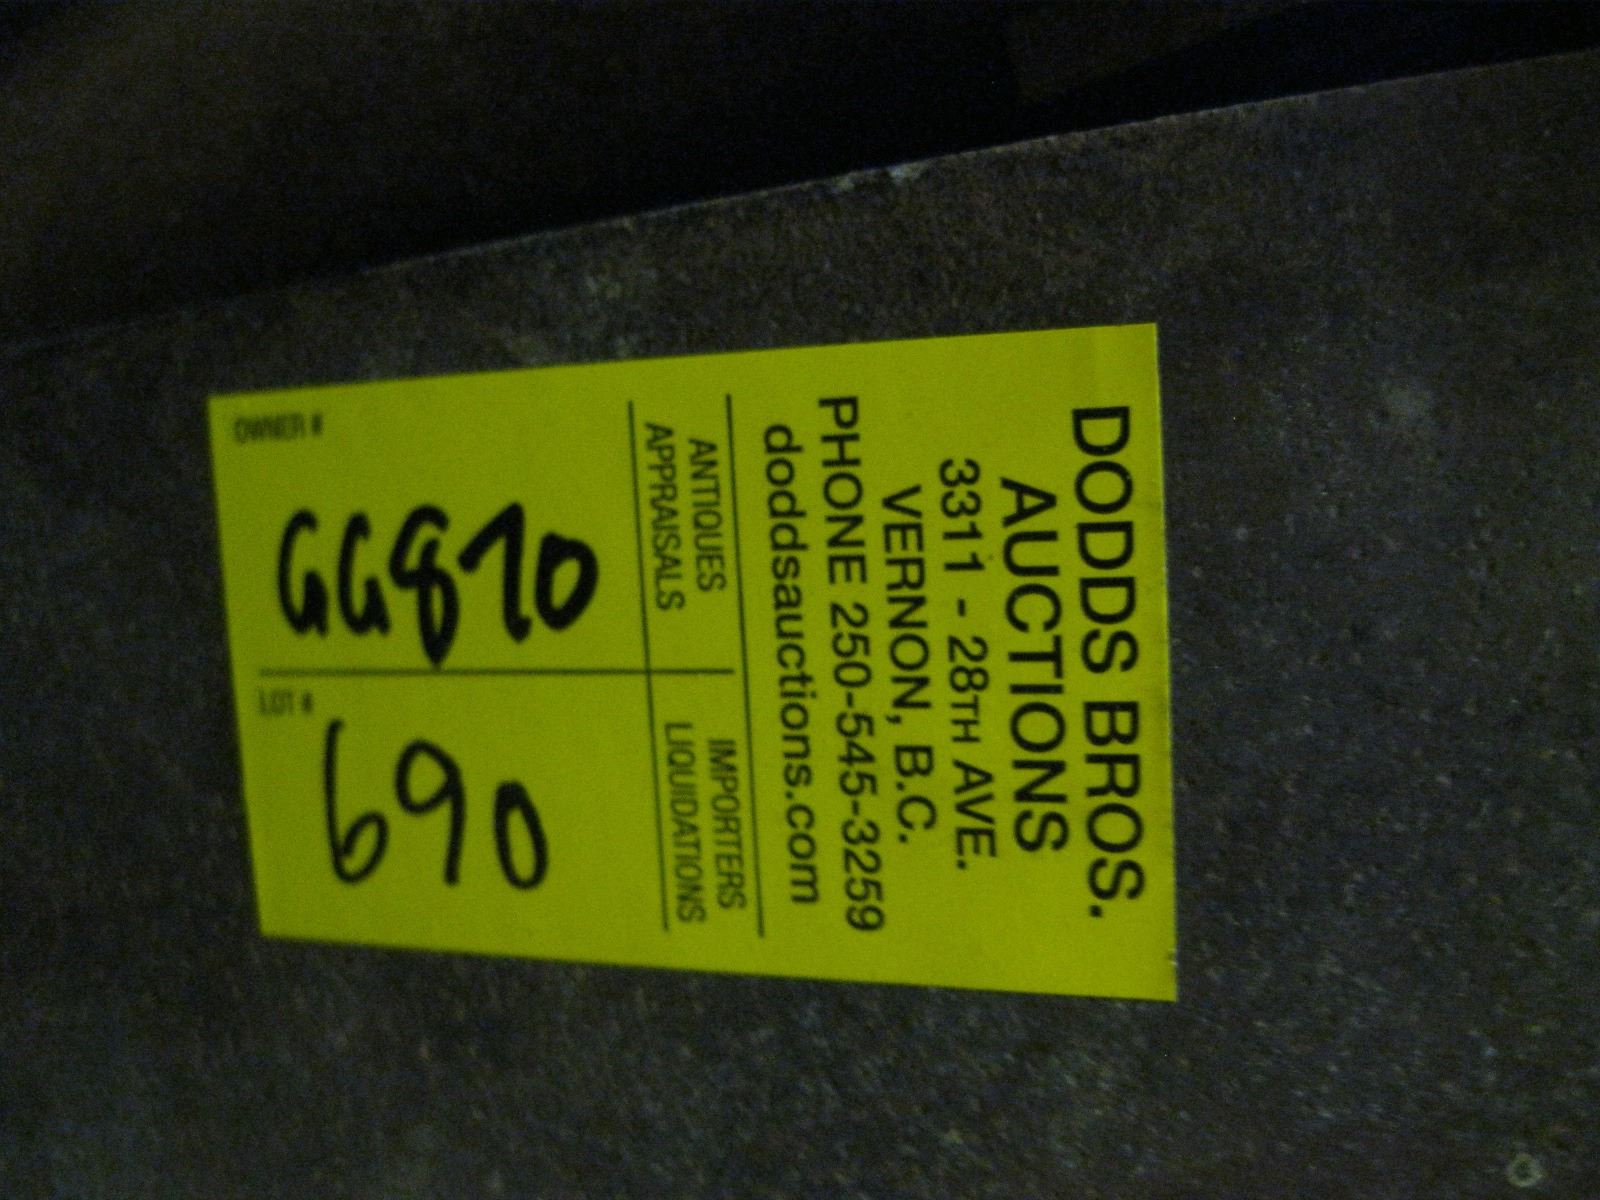 DODDS BROS.
AUCTIONS
3311 - 28TH AVE.
VERNON, B.C.
PHONE 250-545-3259
doddsauctions.com
ANTIQUES IMPORTERS
APPRAISALS LIQUIDATIONS
OWNER # LOT #
GG870 690